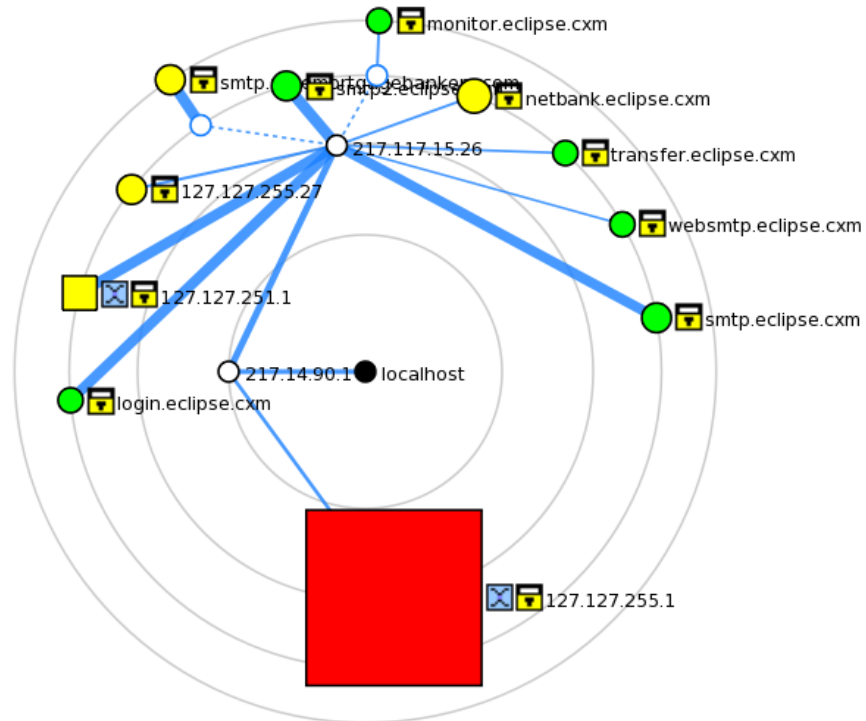 monitor.eclipse.cxm
smtp2.eclipse
netbank.eclipse.cxm
217.117.15.26
transfer.eclipse.cxm
127.127.255.27
websmtp.eclipse.cxm
127.127.251.1
smtp.eclipse.cxm
217.14.90.1
localhost
login.eclipse.cxm
127.127.255.1